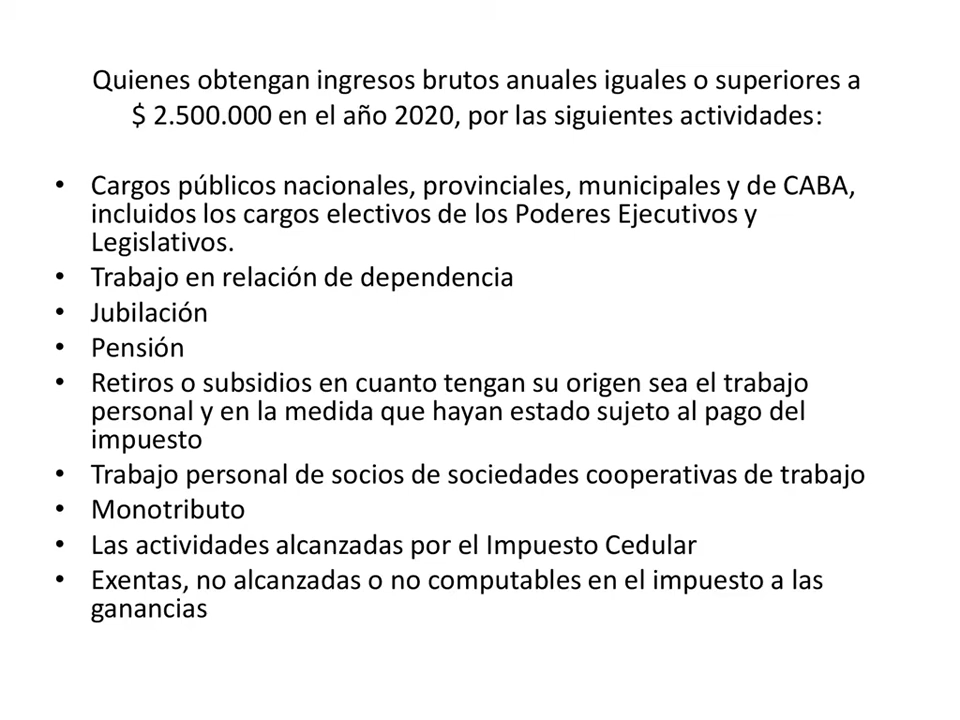 Quienes obtengan ingresos brutos anuales iguales o superiores a
$ 2.500.000 en el año 2020, por las siguientes actividades:
• Cargos públicos nacionales, provinciales, municipales y de CABA,
incluidos los cargos electivos de los Poderes Ejecutivos y
Legislativos.
• Trabajo en relación de dependencia
• Jubilación
• Pensión
• Retiros o subsidios en cuanto tengan su origen sea el trabajo
personal y en la medida que hayan estado sujeto al pago del
impuesto
• Trabajo personal de socios de sociedades cooperativas de trabajo
• Monotributo
• Las actividades alcanzadas por el Impuesto Cedular
• Exentas, no alcanzadas o no computables en el impuesto a las
ganancias